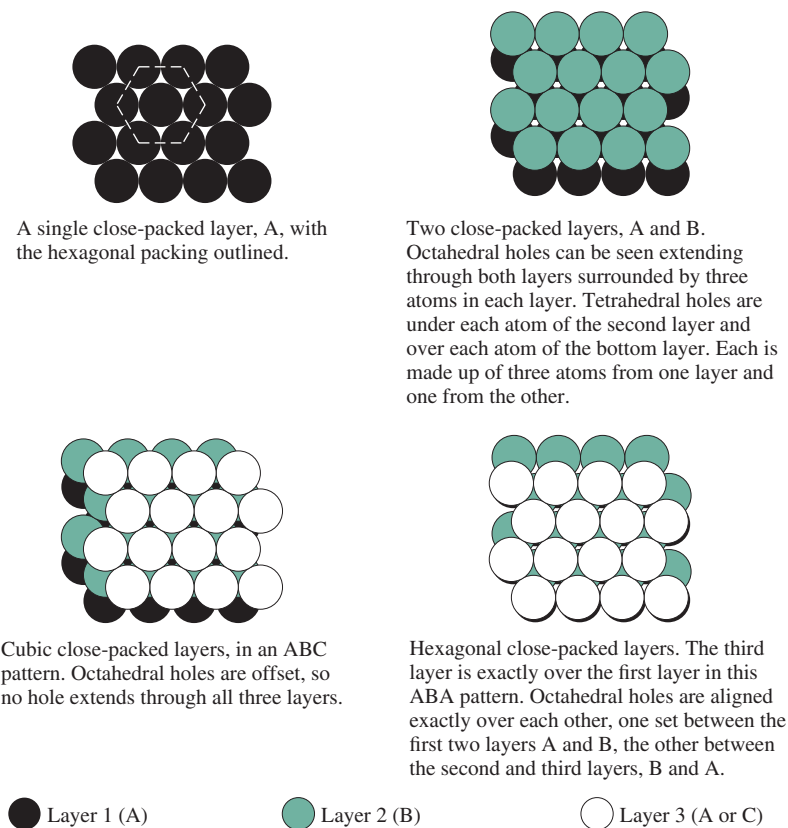 A single close-packed layer, A, with
the hexagonal packing outlined.
Two close-packed layers, A and B.
Octahedral holes can be seen extending
through both layers surrounded by three
atoms in each layer. Tetrahedral holes are
under each atom of the second layer and
over each atom of the bottom layer. Each is
made up of three atoms from one layer and
one from the other.
Cubic close-packed layers, in an ABC
pattern. Octahedral holes are offset, so
no hole extends through all three layers.
Hexagonal close-packed layers. The third
layer is exactly over the first layer in this
ABA pattern. Octahedral holes are aligned
exactly over each other, one set between the
first two layers A and B, the other between
the second and third layers, B and A.
Layer 1 (A)
Layer 2 (B)
Layer 3 (A or C)